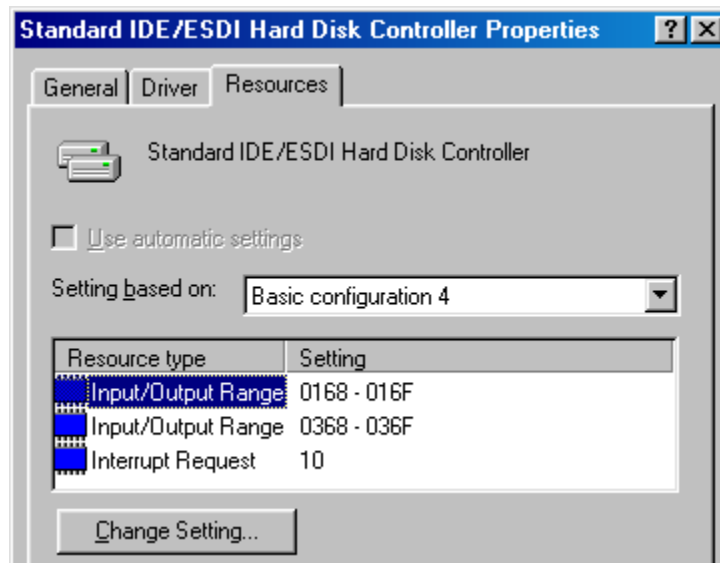 Standard IDE/ESDI Hard Disk Controller Properties ? ×
General Driver Resources
Standard IDE/ESDI Hard Disk Controller
Use automatic settings
Setting based on: Basic configuration 4
Resource type Setting
Input/Output Range 0168 - 016F
Input/Output Range 0368 - 036F
Interrupt Request 10
Change Setting...